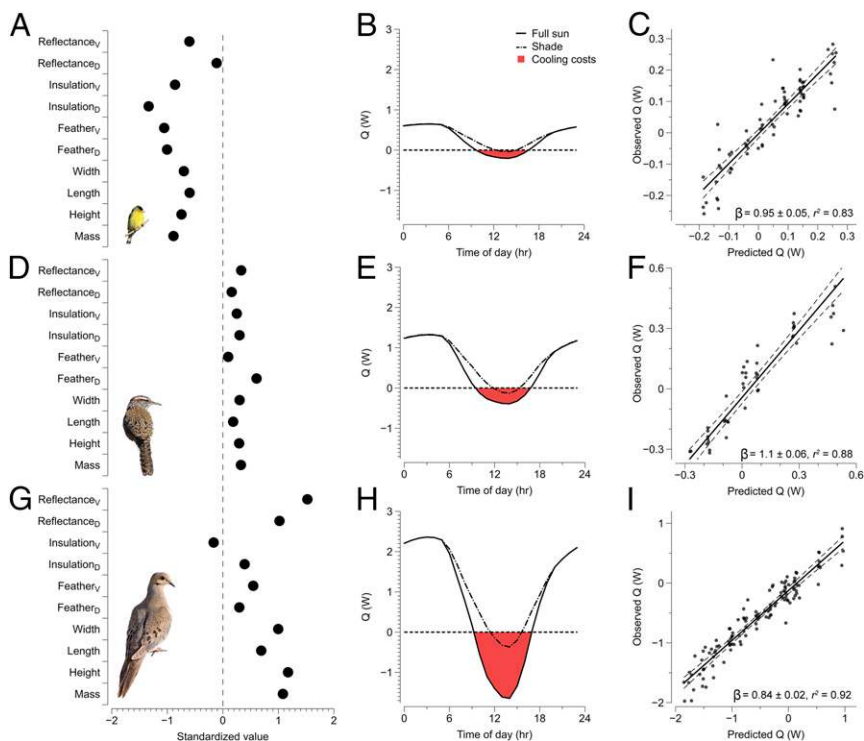 A
Reflectance_V
Reflectance_D
Insulation_V
Insulation_D
Feather_V
Feather_D
Width
Length
Height
Mass
B
3
2
1
0
−1
Q (W)
Full sun
Shade
Cooling costs
0 6 12 18 24
Time of day (hr)
C
0.3
0.2
0.1
0
−0.1
−0.2
Observed Q (W)
β = 0.95 ± 0.05, r² = 0.83
−0.2 −0.1 0 0.1 0.2 0.3
Predicted Q (W)
D
Reflectance_V
Reflectance_D
Insulation_V
Insulation_D
Feather_V
Feather_D
Width
Length
Height
Mass
E
3
2
1
0
−1
Q (W)
0 6 12 18 24
Time of day (hr)
F
0.6
0.3
0
−0.3
Observed Q (W)
β = 1.1 ± 0.06, r² = 0.88
−0.3 0 0.3 0.6
Predicted Q (W)
G
Reflectance_V
Reflectance_D
Insulation_V
Insulation_D
Feather_V
Feather_D
Width
Length
Height
Mass
−2 −1 0 1 2
Standardized value
H
3
2
1
0
−1
Q (W)
0 6 12 18 24
Time of day (hr)
I
1
0
−1
−2
Observed Q (W)
β = 0.84 ± 0.02, r² = 0.92
−2 −1 0 1
Predicted Q (W)